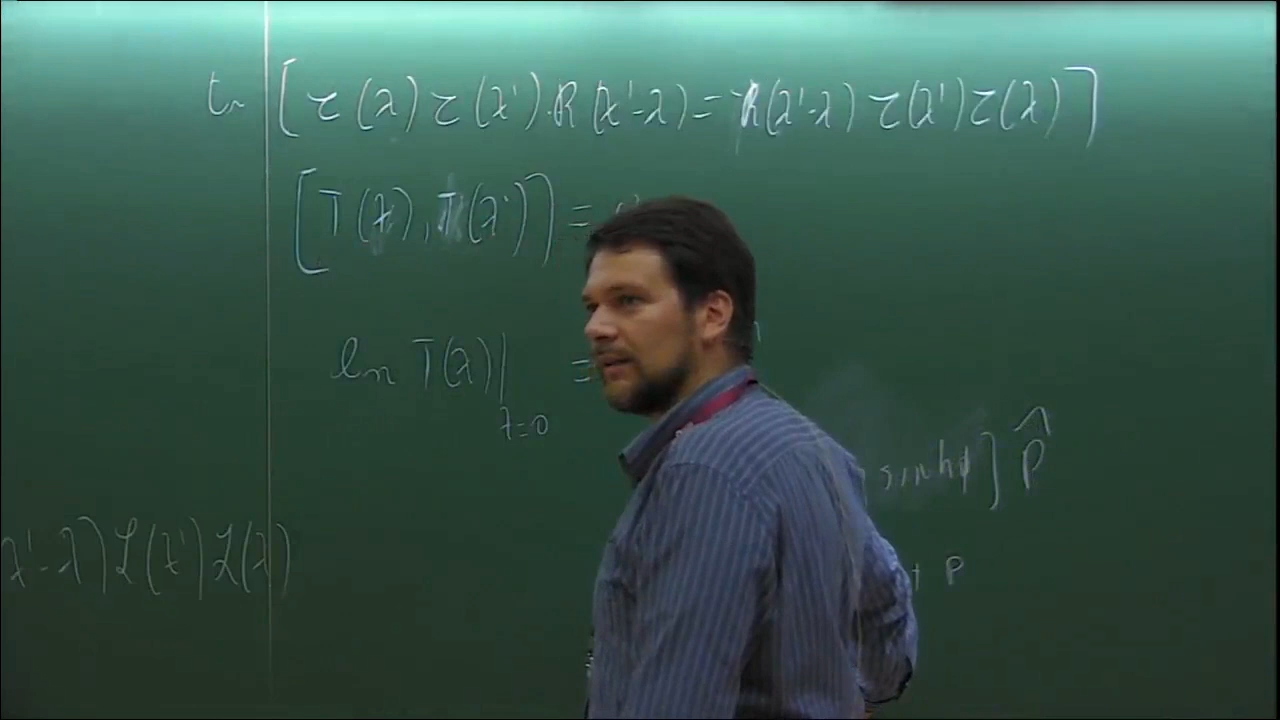 tr [ τ(λ) τ(λ') · R(λ'-λ) = R(λ'-λ) τ(λ') τ(λ) ]
[ T(λ), T(λ') ] =
ln T(λ)|λ=0 =
sinhφ ] P̂
λ'-λ) ℒ(λ') ℒ(λ)
+ P